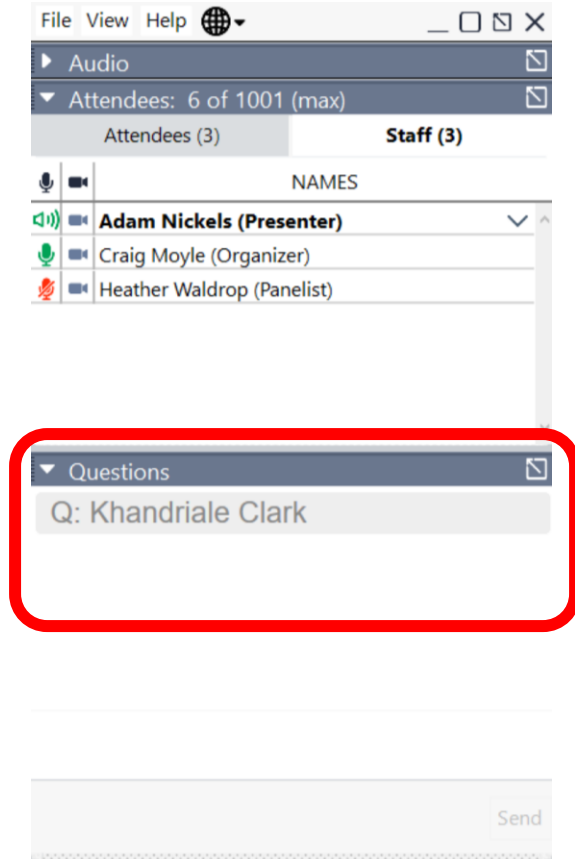 File View Help
Audio
Attendees: 6 of 1001 (max)
Attendees (3) Staff (3)
NAMES
Adam Nickels (Presenter)
Craig Moyle (Organizer)
Heather Waldrop (Panelist)
Questions
Q: Khandriale Clark
Send